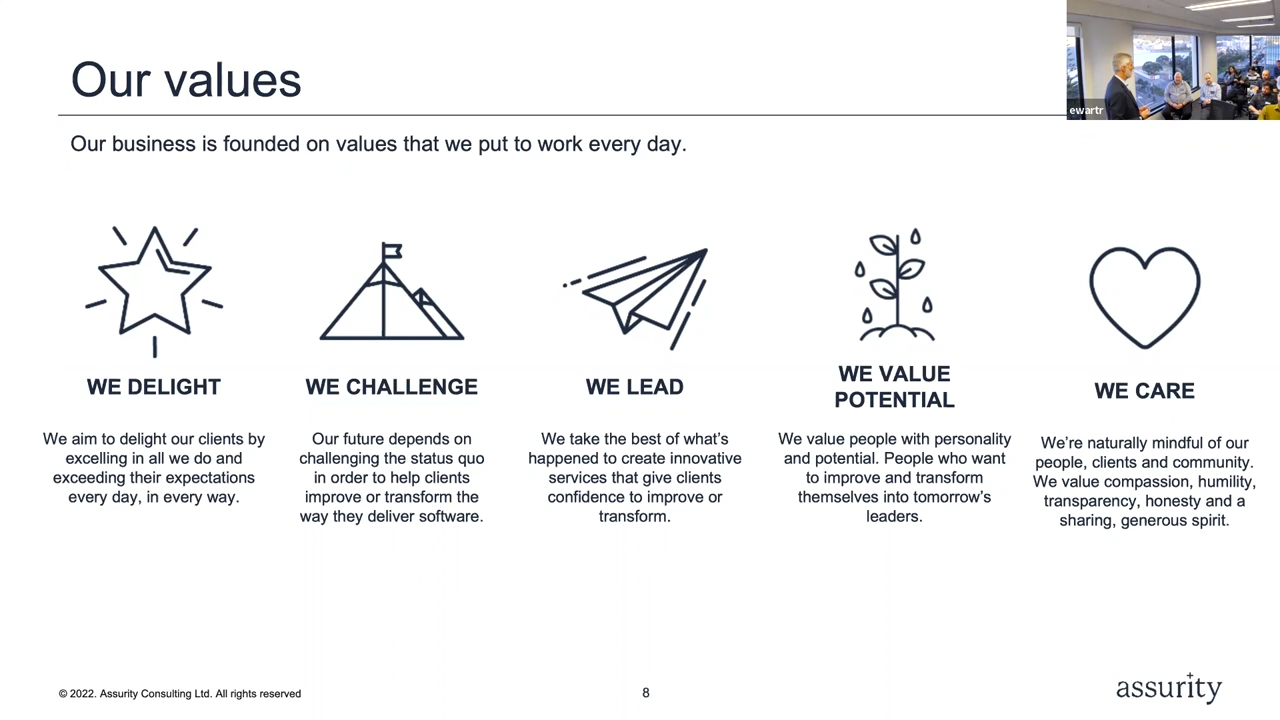 Our values
ewartr
Our business is founded on values that we put to work every day.
WE DELIGHT
We aim to delight our clients by
excelling in all we do and
exceeding their expectations
every day, in every way.
WE CHALLENGE
Our future depends on
challenging the status quo
in order to help clients
improve or transform the
way they deliver software.
WE LEAD
We take the best of what's
happened to create innovative
services that give clients
confidence to improve or
transform.
WE VALUE
POTENTIAL
We value people with personality
and potential. People who want
to improve and transform
themselves into tomorrow's
leaders.
WE CARE
We're naturally mindful of our
people, clients and community.
We value compassion, humility,
transparency, honesty and a
sharing, generous spirit.
© 2022. Assurity Consulting Ltd. All rights reserved
8
assurity